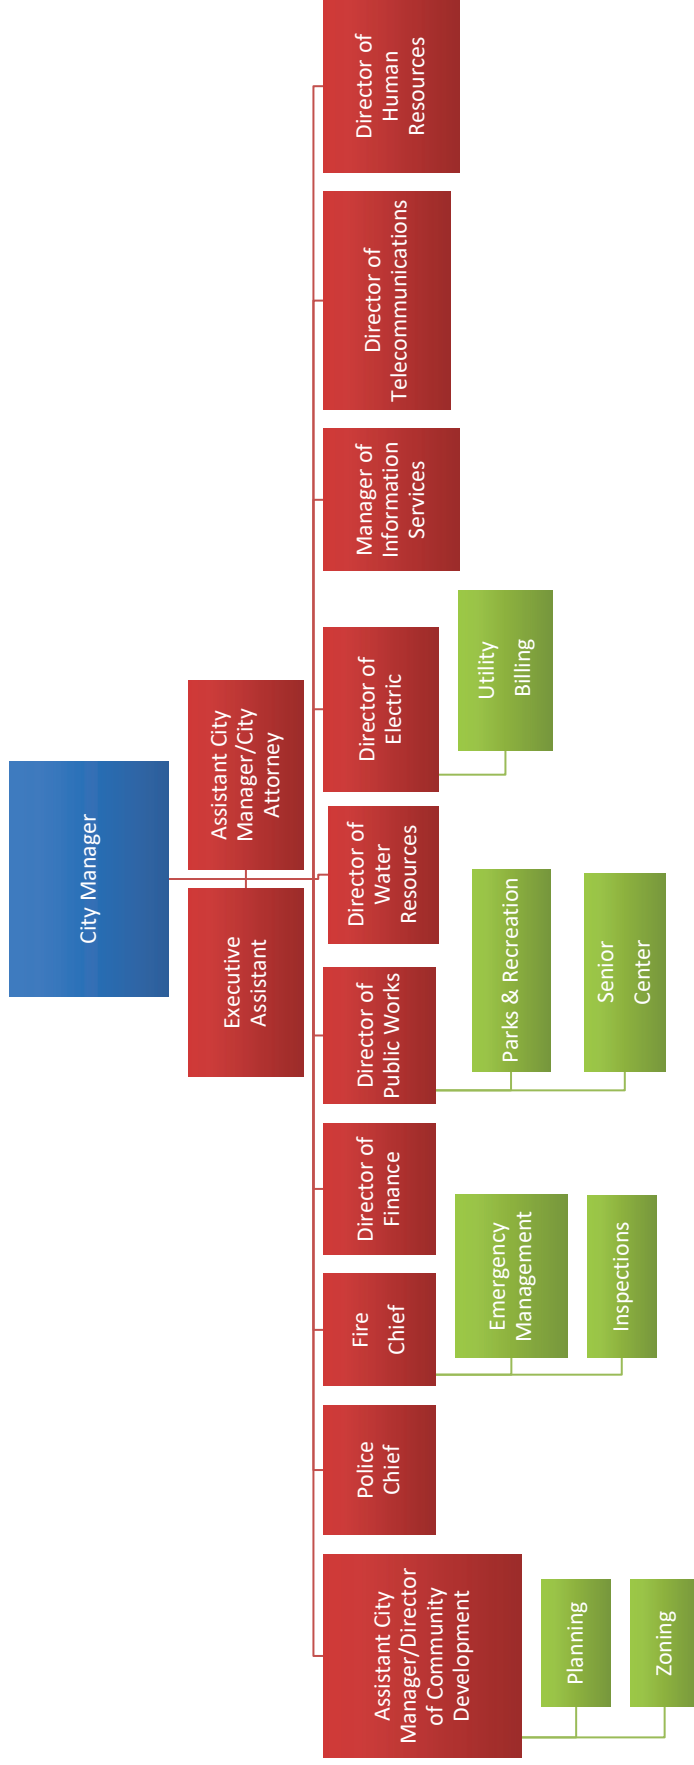 City Manager
Executive
Assistant
Assistant City
Manager/City
Attorney
Assistant City
Manager/Director
of Community
Development
Planning
Zoning
Police
Chief
Fire
Chief
Emergency
Management
Inspections
Director of
Finance
Director of
Public Works
Parks & Recreation
Senior
Center
Director of
Water
Resources
Director of
Electric
Utility
Billing
Manager of
Information
Services
Director of
Telecommunications
Director of
Human
Resources